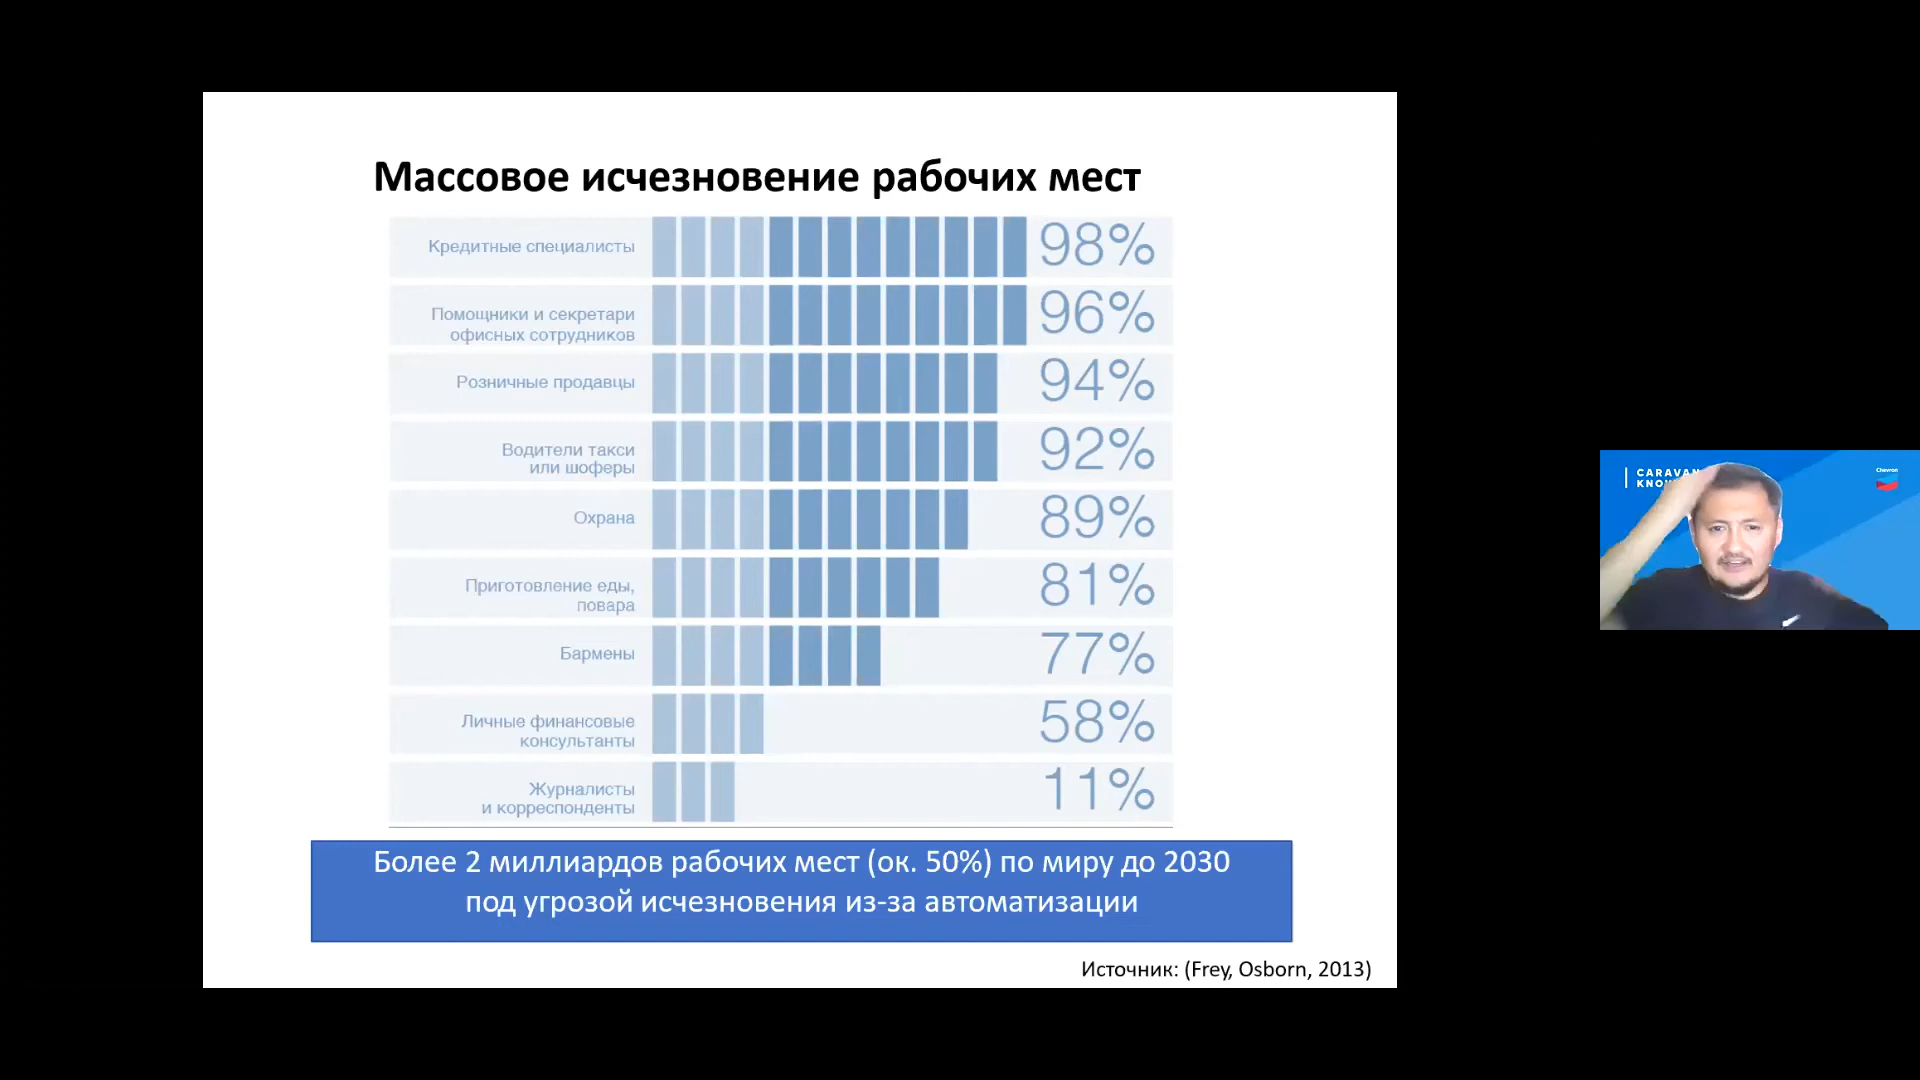 Массовое исчезновение рабочих мест
Кредитные специалисты
98%
Помощники и секретари
офисных сотрудников
96%
Розничные продавцы
94%
Водители такси
или шоферы
92%
Охрана
89%
Приготовление еды,
повара
81%
Бармены
77%
Личные финансовые
консультанты
58%
Журналисты
и корреспонденты
11%
Более 2 миллиардов рабочих мест (ок. 50%) по миру до 2030
под угрозой исчезновения из-за автоматизации
Источник: (Frey, Osborn, 2013)
CARAVAN
Chevron